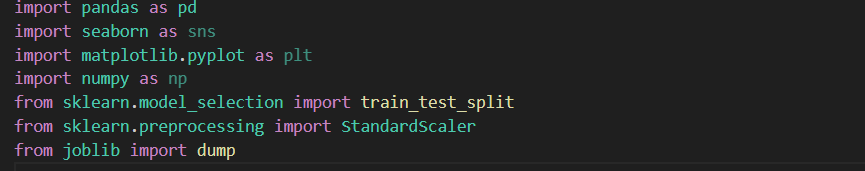 import pandas as pd
import seaborn as sns
import matplotlib.pyplot as plt
import numpy as np
from sklearn.model_selection import train_test_split
from sklearn.preprocessing import StandardScaler
from joblib import dump